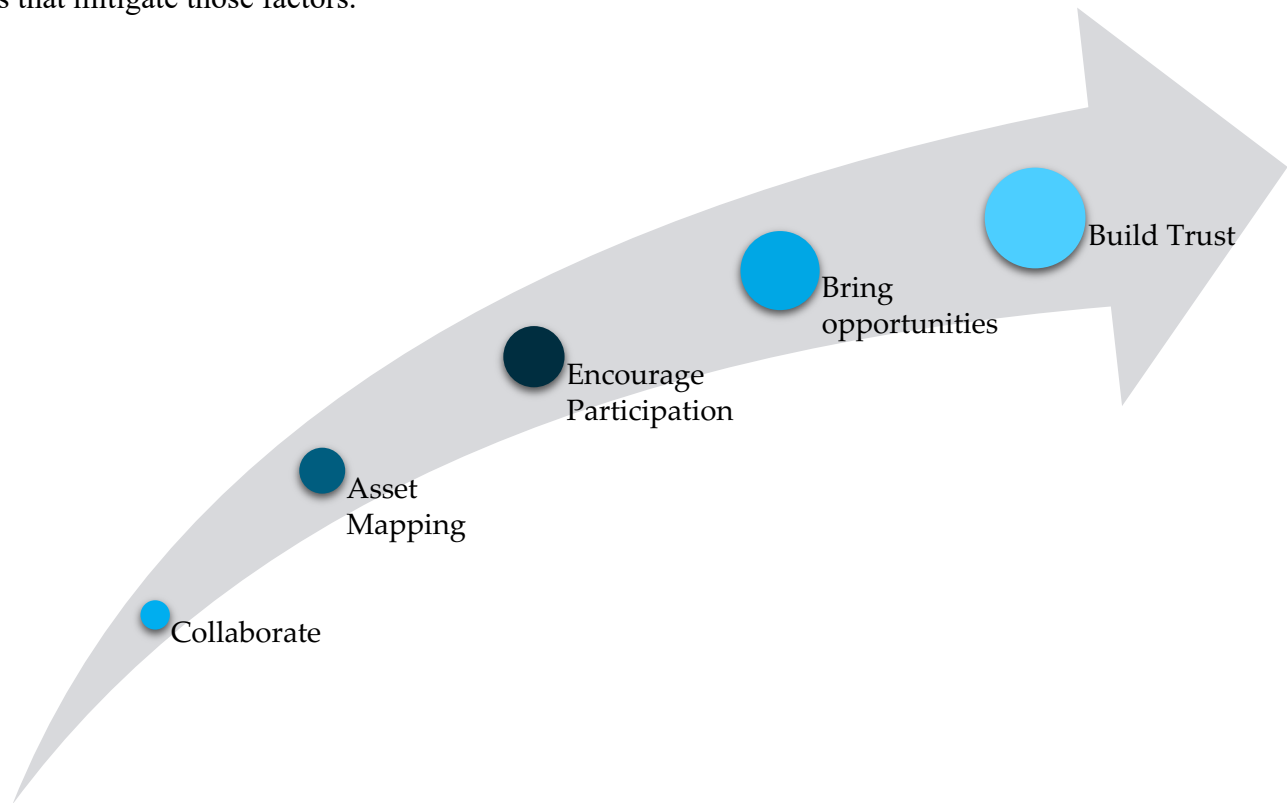 s that mitigate those factors.
Build Trust
Bring
opportunities
Encourage
Participation
Asset
Mapping
Collaborate